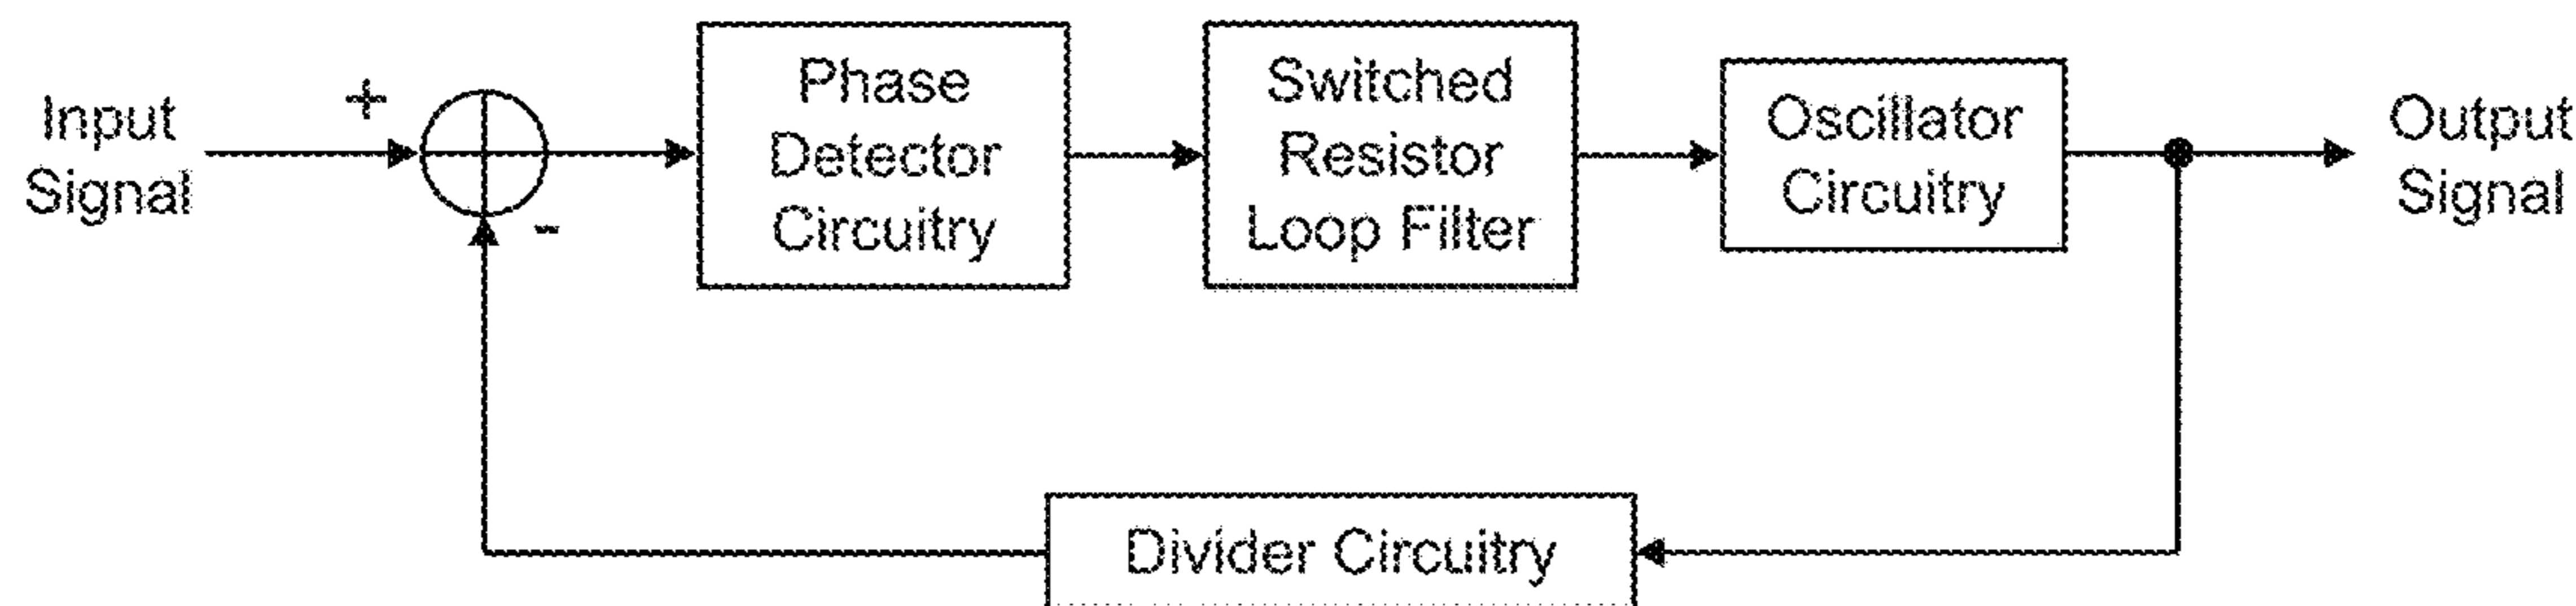 Input
Signal
+
-
Phase
Detector
Circuitry
Switched
Resistor
Loop Filter
Oscillator
Circuitry
Output
Signal
Divider Circuitry